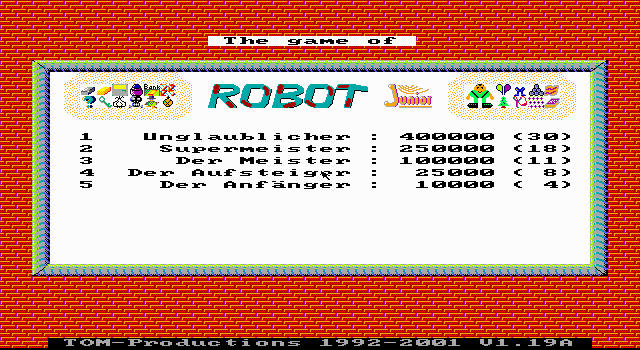 The game of
Bank
ROBOT Junior
1 Unglaublicher : 400000 (30)
2 Supermeister : 250000 (18)
3 Der Meister : 100000 (11)
4 Der Aufsteiger : 25000 ( 8)
5 Der Anfänger : 10000 ( 4)
TOM-Productions 1992-2001 V1.19A